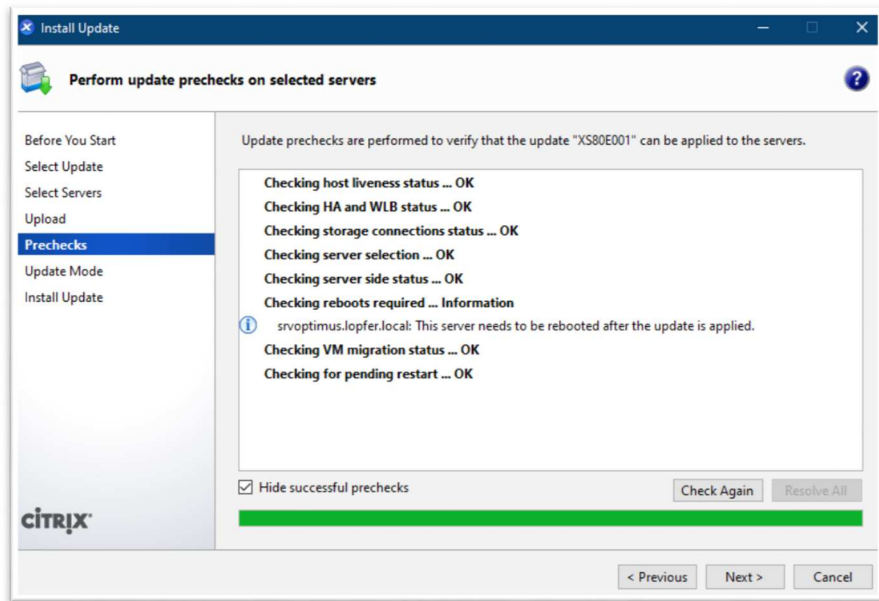 Install Update
Perform update prechecks on selected servers
?
Before You Start
Select Update
Select Servers
Upload
Prechecks
Update Mode
Install Update
Update prechecks are performed to verify that the update "XS80E001" can be applied to the servers.
Checking host liveness status ... OK
Checking HA and WLB status ... OK
Checking storage connections status ... OK
Checking server selection ... OK
Checking server side status ... OK
Checking reboots required ... Information
srvoptimus.lopfer.local: This server needs to be rebooted after the update is applied.
Checking VM migration status ... OK
Checking for pending restart ... OK
Hide successful prechecks
Check Again
Resolve All
CİTRIX
< Previous
Next >
Cancel